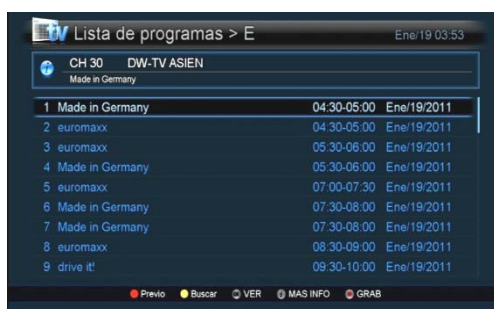 tv Lista de programas > E Ene/19 03:53
CH 30 DW-TV ASIEN
Made in Germany
1 Made in Germany 04:30-05:00 Ene/19/2011
2 euromaxx 04:30-05:00 Ene/19/2011
3 euromaxx 05:30-06:00 Ene/19/2011
4 Made in Germany 05:30-06:00 Ene/19/2011
5 euromaxx 07:00-07:30 Ene/19/2011
6 Made in Germany 07:30-08:00 Ene/19/2011
7 Made in Germany 07:30-08:00 Ene/19/2011
8 euromaxx 08:30-09:00 Ene/19/2011
9 drive it! 09:30-10:00 Ene/19/2011
Previo Buscar VER MAS INFO GRAB